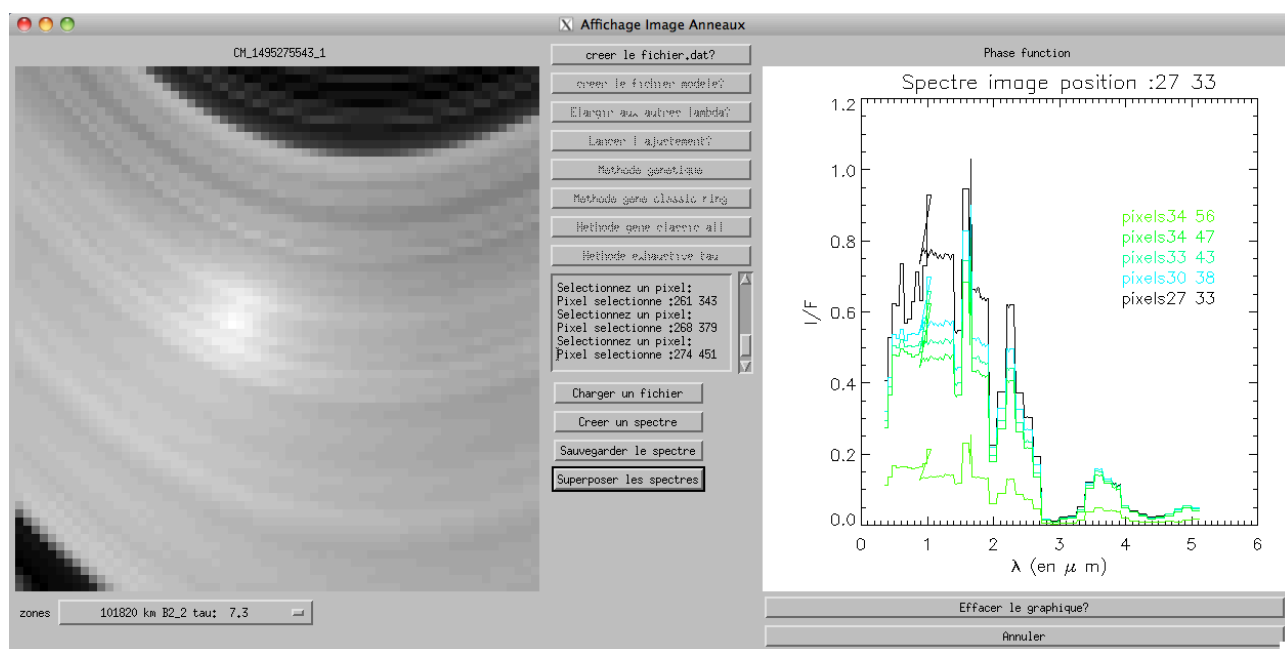 Affichage Image Anneaux
CM_1495275543_1
creer le fichier.dat?
creer le fichier modele?
Elargir aux autres lambda?
Lancer l ajustement?
Methode genetique
Methode gene classic ring
Methode gene classic all
Methode exhaustive tau
Selectionnez un pixel:
Pixel selectionne :261 343
Selectionnez un pixel:
Pixel selectionne :268 379
Selectionnez un pixel:
Pixel selectionne :274 451
Charger un fichier
Creer un spectre
Sauvegarder le spectre
Superposer les spectres
zones
101820 km B2_2 tau: 7.3
Phase function
Spectre image position :27 33
1.2
1.0
0.8
0.6
0.4
0.2
0.0
I/F
pixels34 56
pixels34 47
pixels33 43
pixels30 38
pixels27 33
0 1 2 3 4 5 6
λ (en μ m)
Effacer le graphique?
Annuler